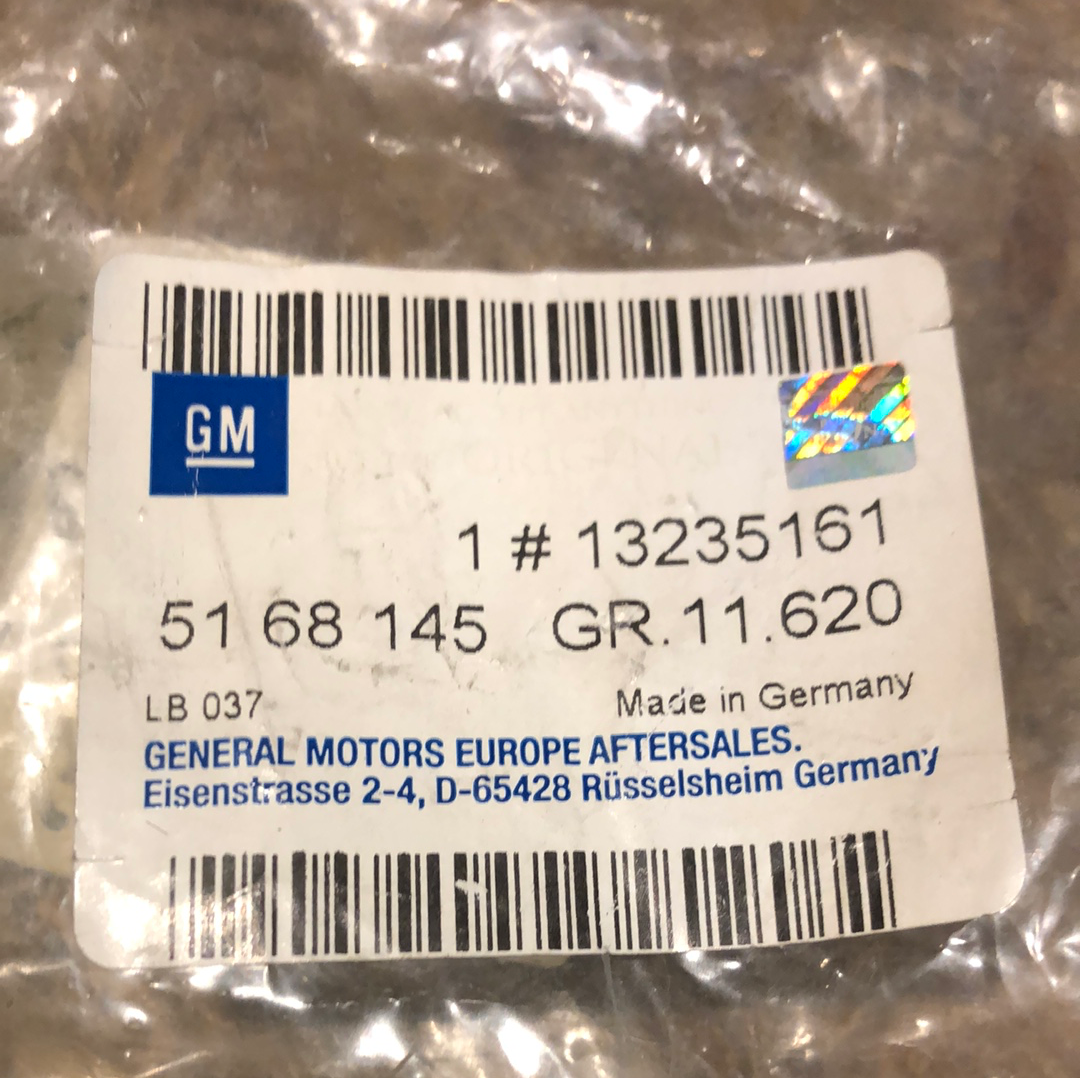 GM
1 # 13235161
51 68 145 GR.11.620
LB 037 Made in Germany
GENERAL MOTORS EUROPE AFTERSALES.
Eisenstrasse 2-4, D-65428 Rüsselsheim Germany